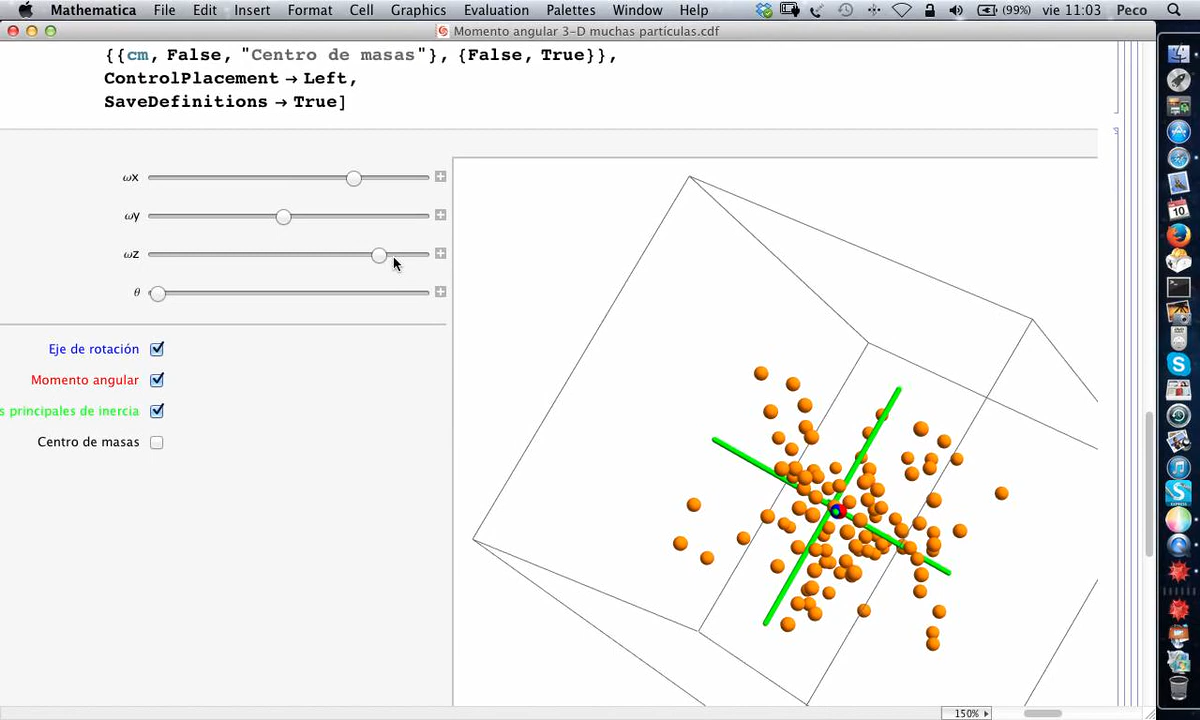 Mathematica File Edit Insert Format Cell Graphics Evaluation Palettes Window Help (99%) vie 11:03 Peco
Momento angular 3-D muchas partículas.cdf
{{cm, False, "Centro de masas"}, {False, True}},
ControlPlacement → Left,
SaveDefinitions → True]
ωx
ωy
ωz
θ
Eje de rotación
Momento angular
s principales de inercia
Centro de masas
150%
10